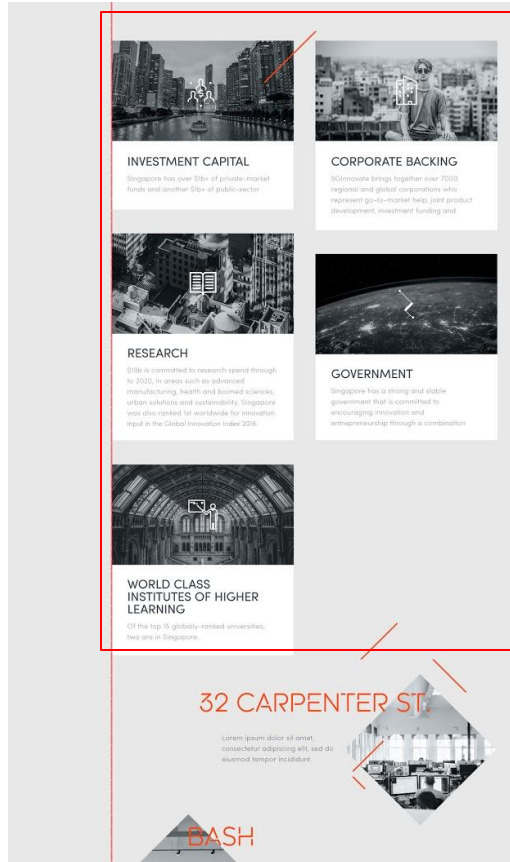 INVESTMENT CAPITAL
Singapore has over $1b+ of private-market
funds and another $1b+ of public-sector
CORPORATE BACKING
SGInnovate brings together over 7000
regional and global corporations who
represent go-to-market help, joint product
development, investment funding and
RESEARCH
$19b is committed to research spend through
to 2020, in areas such as advanced
manufacturing, health and biomed sciences,
urban solutions and sustainability. Singapore
was also ranked 1st worldwide for innovation
input in the Global Innovation Index 2016.
GOVERNMENT
Singapore has a strong and stable
government that is committed to
encouraging innovation and
entrepreneurship through a combination
WORLD CLASS
INSTITUTES OF HIGHER
LEARNING
Of the top 15 globally-ranked universities,
two are in Singapore.
32 CARPENTER ST.
Lorem ipsum dolor sit amet,
consectetur adipiscing elit, sed do
eiusmod tempor incididunt.
BASH